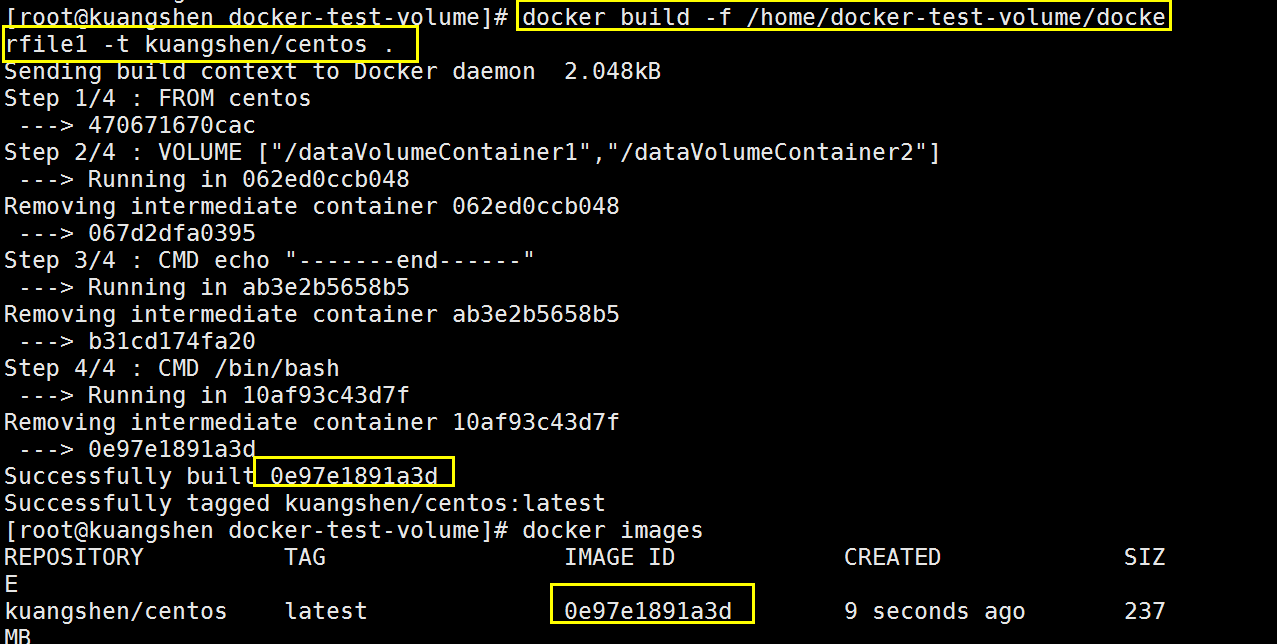 [root@kuangshen docker-test-volume]# docker build -f /home/docker-test-volume/docke
rfile1 -t kuangshen/centos .
Sending build context to Docker daemon  2.048kB
Step 1/4 : FROM centos
 ---> 470671670cac
Step 2/4 : VOLUME ["/dataVolumeContainer1","/dataVolumeContainer2"]
 ---> Running in 062ed0ccb048
Removing intermediate container 062ed0ccb048
 ---> 067d2dfa0395
Step 3/4 : CMD echo "-------end------"
 ---> Running in ab3e2b5658b5
Removing intermediate container ab3e2b5658b5
 ---> b31cd174fa20
Step 4/4 : CMD /bin/bash
 ---> Running in 10af93c43d7f
Removing intermediate container 10af93c43d7f
 ---> 0e97e1891a3d
Successfully built 0e97e1891a3d
Successfully tagged kuangshen/centos:latest
[root@kuangshen docker-test-volume]# docker images
REPOSITORY          TAG                 IMAGE ID            CREATED             SIZ
E
kuangshen/centos    latest              0e97e1891a3d        9 seconds ago       237
MB